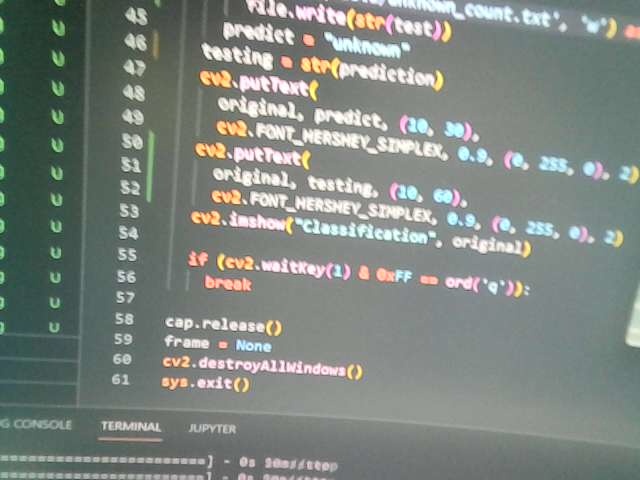 unknown_count.txt', 'w')
45 file.write(str(test))
46 predict = "unknown"
47 testing = str(prediction)
48 cv2.putText(
49 original, predict, (10, 30),
50 cv2.FONT_HERSHEY_SIMPLEX, 0.9, (0, 255, 0), 2)
51 cv2.putText(
52 original, testing, (10, 60),
53 cv2.FONT_HERSHEY_SIMPLEX, 0.9, (0, 255, 0), 2)
54 cv2.imshow("Classification", original)
55
56 if (cv2.waitKey(1) & 0xFF == ord('q')):
57 break
58
59 cap.release()
60 frame = None
61 cv2.destroyAllWindows()
sys.exit()
U
U
U
U
U
U
U
U
U
U
U
U
CONSOLE TERMINAL JUPYTER
] - 0s
] - 0s